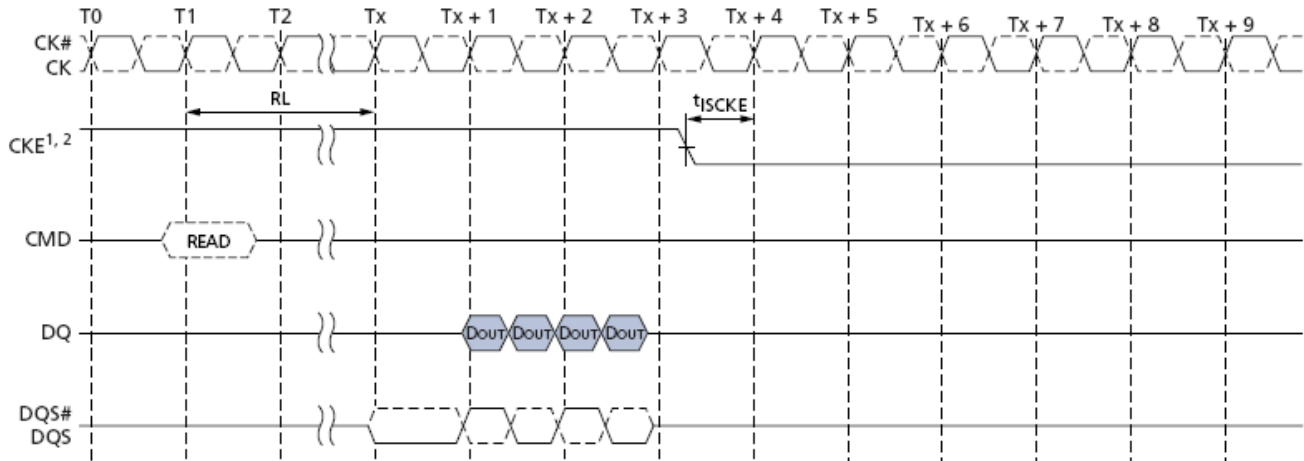 T0 T1 T2 Tx Tx + 1 Tx + 2 Tx + 3 Tx + 4 Tx + 5 Tx + 6 Tx + 7 Tx + 8 Tx + 9
CK#
CK
RL
tISCKE
CKE1, 2
CMD READ
DQ DOUT DOUT DOUT DOUT
DQS#
DQS